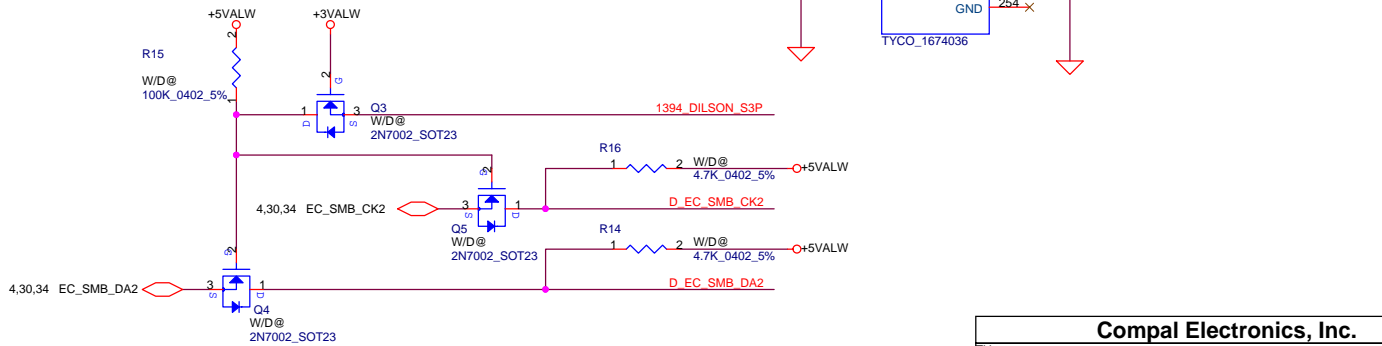 +5VALW
+3VALW
GND
254
TYCO_1674036
2
R15
W/D@
100K_0402_5%
1
2
G
1
D
3
S
Q3
W/D@
2N7002_SOT23
1394_DILSON_S3P
R16
1
2
W/D@
4.7K_0402_5%
+5VALW
2
4,30,34
EC_SMB_CK2
3
S
1
D
D_EC_SMB_CK2
Q5
W/D@
2N7002_SOT23
R14
1
2
W/D@
4.7K_0402_5%
+5VALW
2
4,30,34
EC_SMB_DA2
3
S
1
D
D_EC_SMB_DA2
Q4
W/D@
2N7002_SOT23
Compal Electronics, Inc.